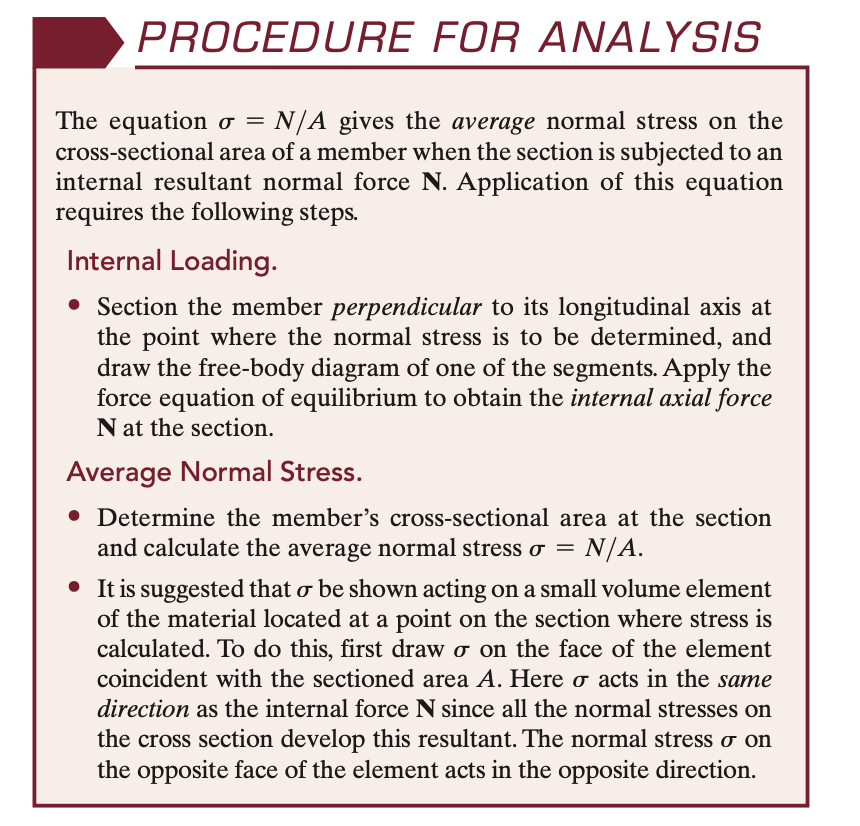 PROCEDURE FOR ANALYSIS
The equation σ = N/A gives the average normal stress on the
cross-sectional area of a member when the section is subjected to an
internal resultant normal force N. Application of this equation
requires the following steps.
Internal Loading.
• Section the member perpendicular to its longitudinal axis at
the point where the normal stress is to be determined, and
draw the free-body diagram of one of the segments. Apply the
force equation of equilibrium to obtain the internal axial force
N at the section.
Average Normal Stress.
• Determine the member’s cross-sectional area at the section
and calculate the average normal stress σ = N/A.
• It is suggested that σ be shown acting on a small volume element
of the material located at a point on the section where stress is
calculated. To do this, first draw σ on the face of the element
coincident with the sectioned area A. Here σ acts in the same
direction as the internal force N since all the normal stresses on
the cross section develop this resultant. The normal stress σ on
the opposite face of the element acts in the opposite direction.